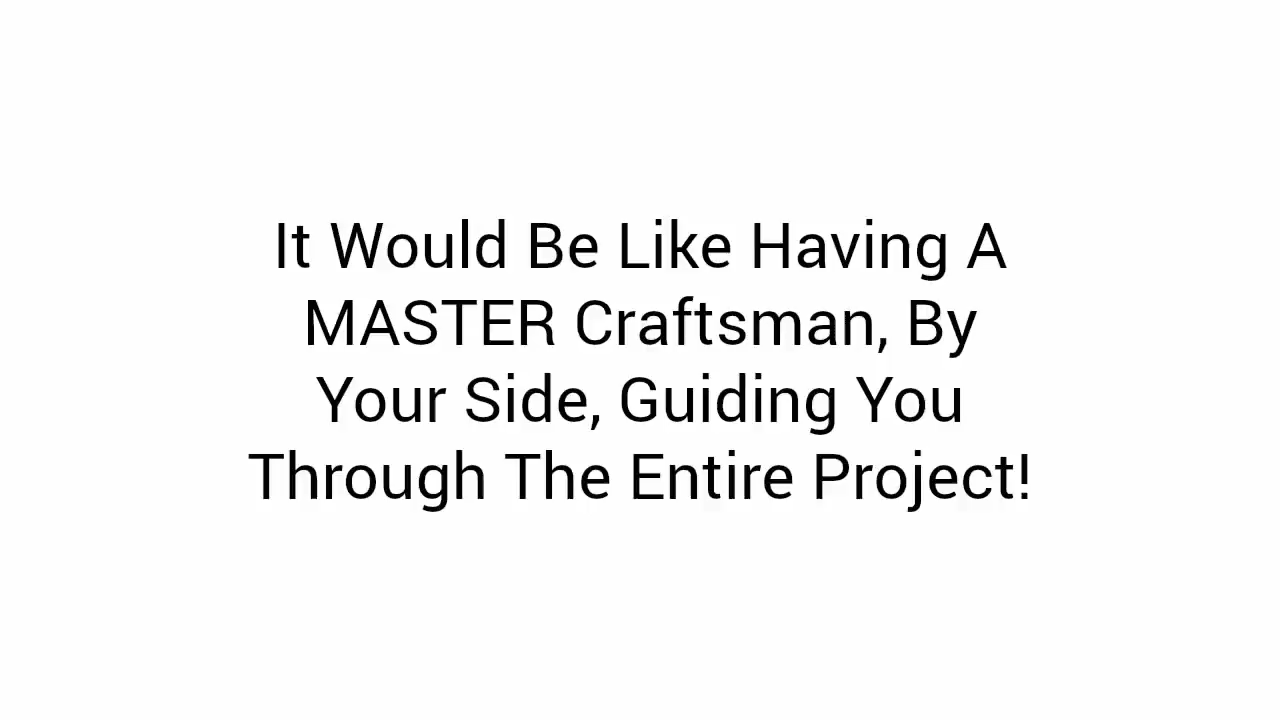 It Would Be Like Having A
MASTER Craftsman, By
Your Side, Guiding You
Through The Entire Project!